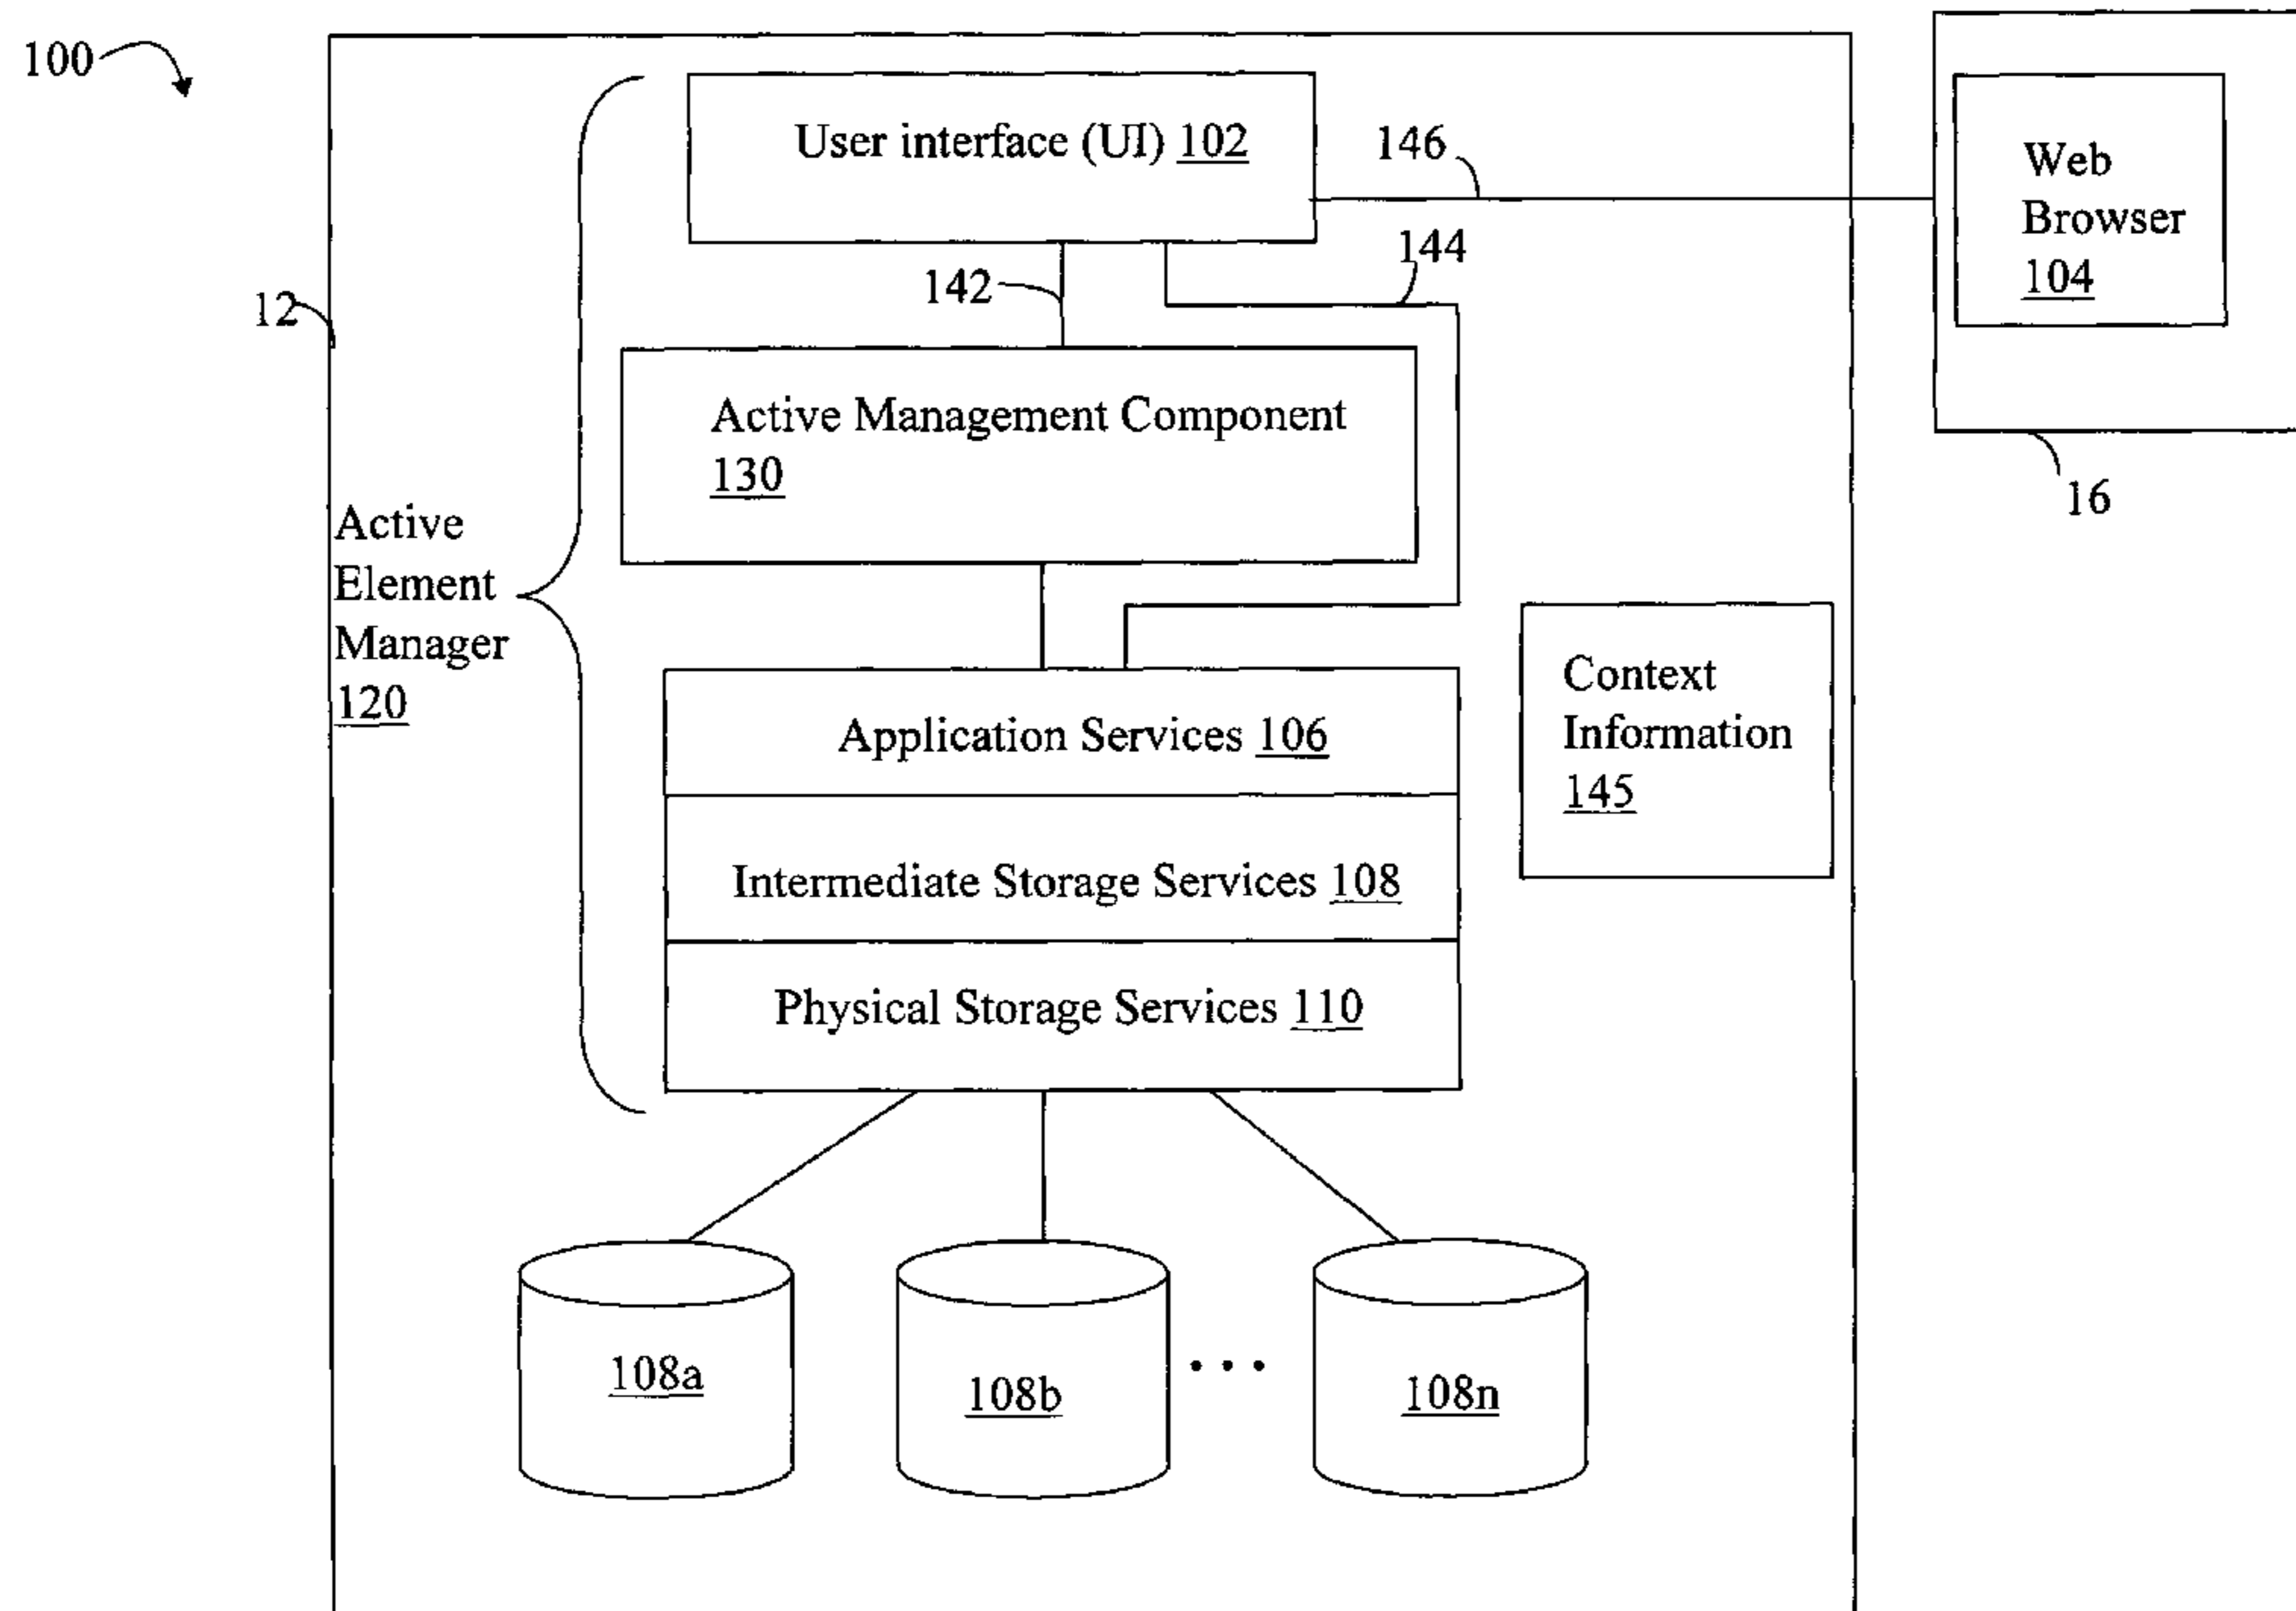 100
User interface (UI) 102
146
Web
Browser
104
144
142
12
Active Management Component
130
16
Active
Element
Manager
120
Context
Information
145
Application Services 106
Intermediate Storage Services 108
Physical Storage Services 110
108a
108b
• • •
108n